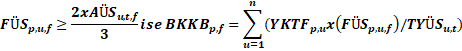 FÜS_{p,u,f} ≥ \frac{2xAÜS_{u,t,f}}{3} ise BKKB_{p,f} = \sum_{u=1}^{n} (YKTF_{p,u}x(FÜS_{p,u,f})/TYÜS_{u,t})